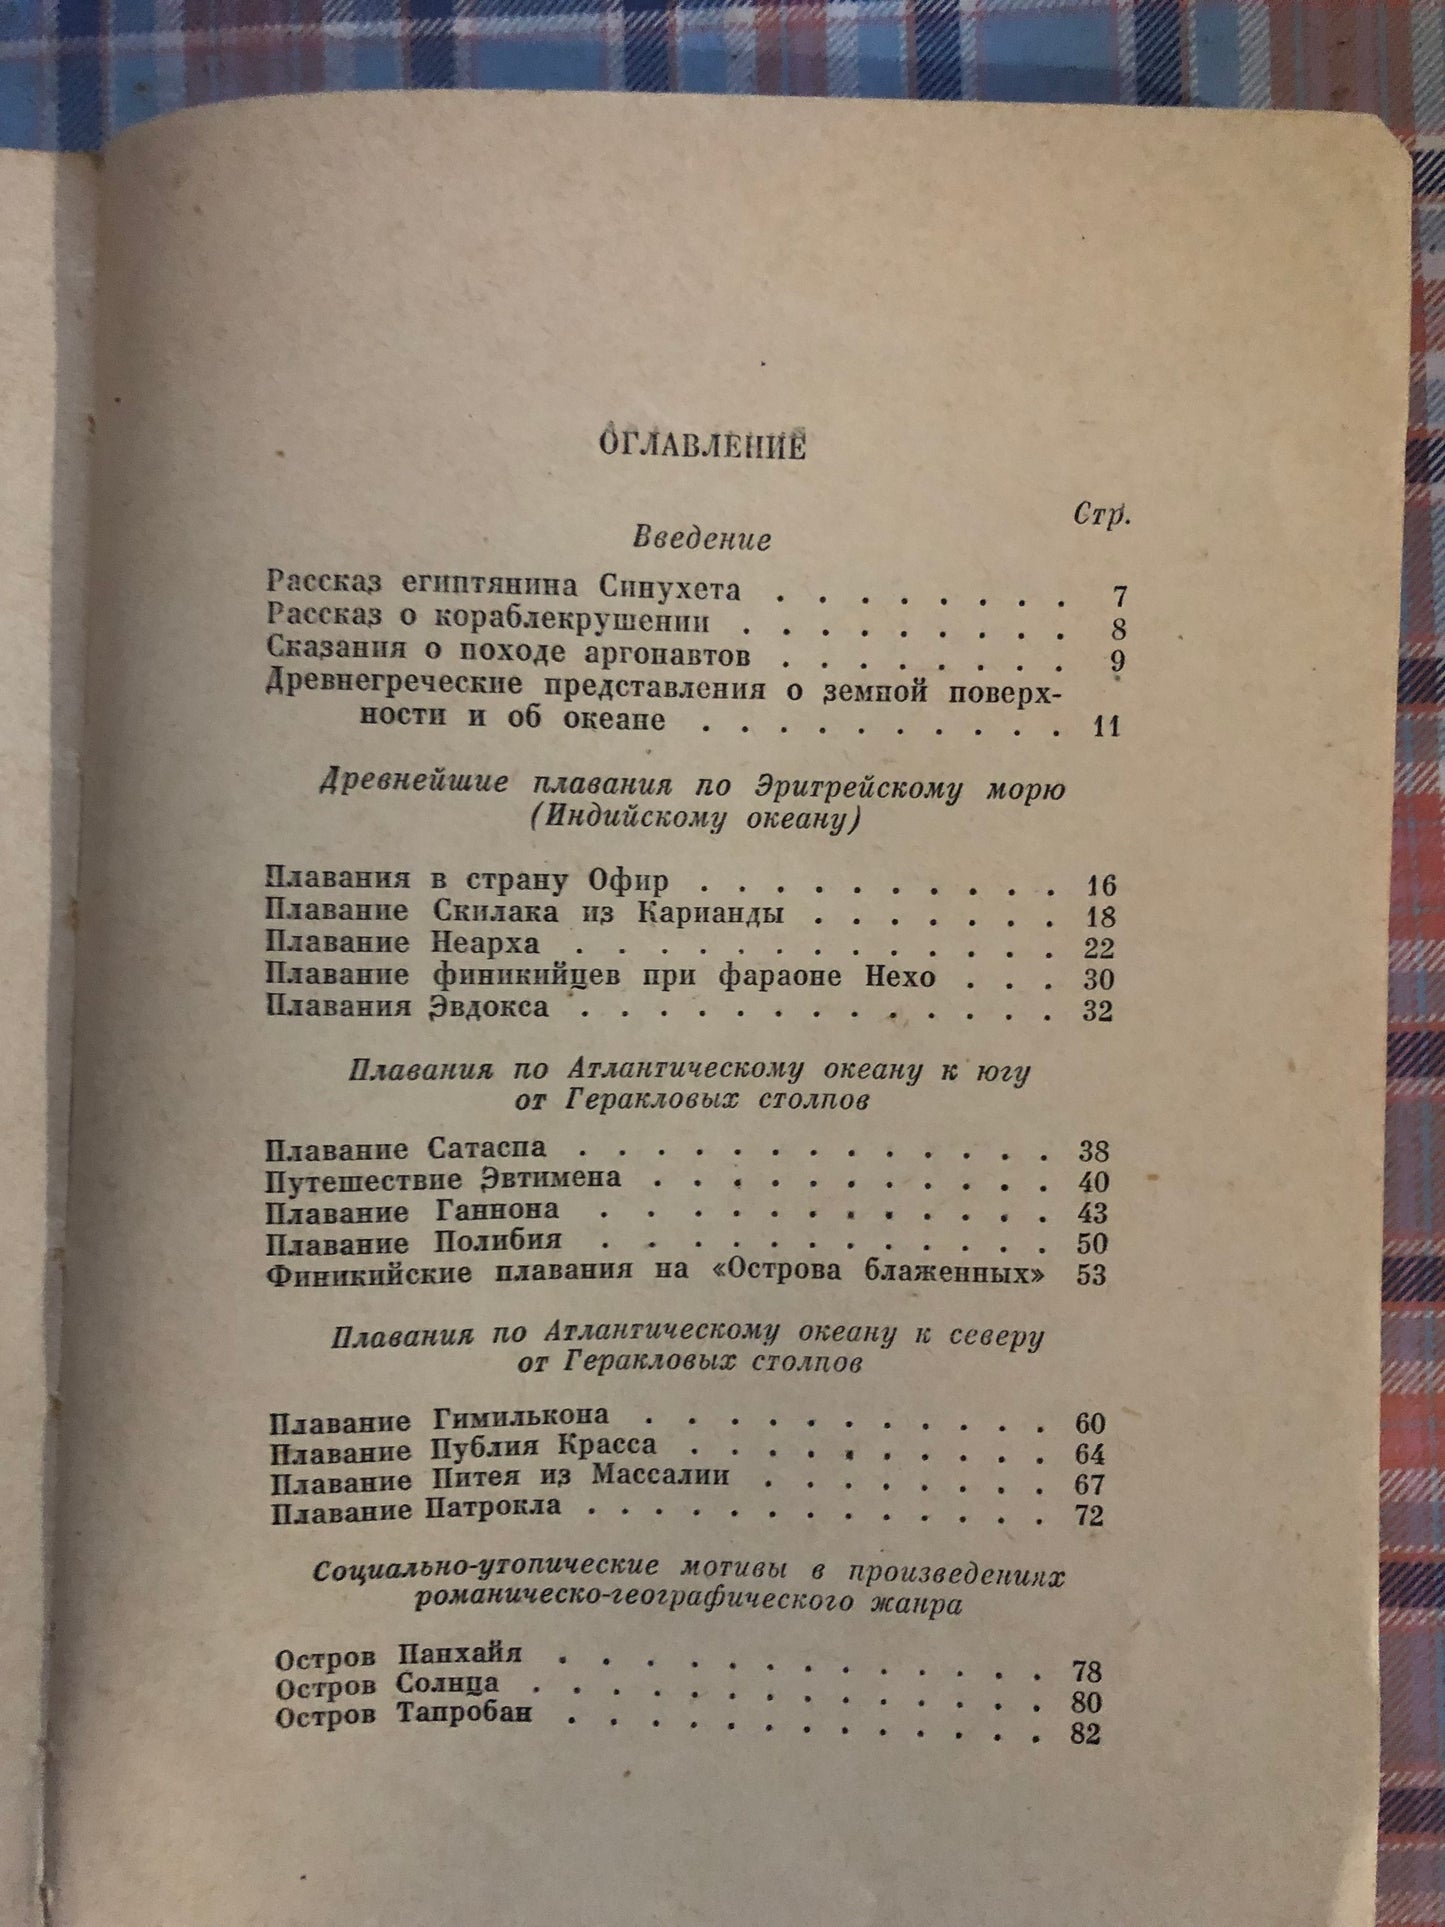 ОГЛАВЛЕНИЕ
Стр.
Введение
Рассказ египтянина Синухета . . . . . . . . 7
Рассказ о кораблекрушении . . . . . . . . . 8
Сказания о походе аргонавтов . . . . . . . . 9
Древнегреческие представления о земной поверх-
ности и об океане . . . . . . . . . . 11
Древнейшие плавания по Эритрейскому морю
(Индийскому океану)
Плавания в страну Офир . . . . . . . . . . 16
Плавание Скилака из Карианды . . . . . . . 18
Плавание Неарха . . . . . . . . . . . . 22
Плавание финикийцев при фараоне Нехо . . . 30
Плавания Эвдокса . . . . . . . . . . . . 32
Плавания по Атлантическому океану к югу
от Геракловых столпов
Плавание Сатаспа . . . . . . . . . . . . 38
Путешествие Эвтимена . . . . . . . . . . . 40
Плавание Ганнона . . . . . . . . . . . . 43
Плавание Полибия . . . . . . . . . . . . 50
Финикийские плавания на «Острова блаженных» 53
Плавания по Атлантическому океану к северу
от Геракловых столпов
Плавание Гимилькона . . . . . . . . . . . 60
Плавание Публия Красса . . . . . . . . . . 64
Плавание Питея из Массалии . . . . . . . . 67
Плавание Патрокла . . . . . . . . . . . . 72
Социально-утопические мотивы в произведениях
романическо-географического жанра
Остров Панхайя . . . . . . . . . . . . . 78
Остров Солнца . . . . . . . . . . . . . 80
Остров Тапробан . . . . . . . . . . . . 82